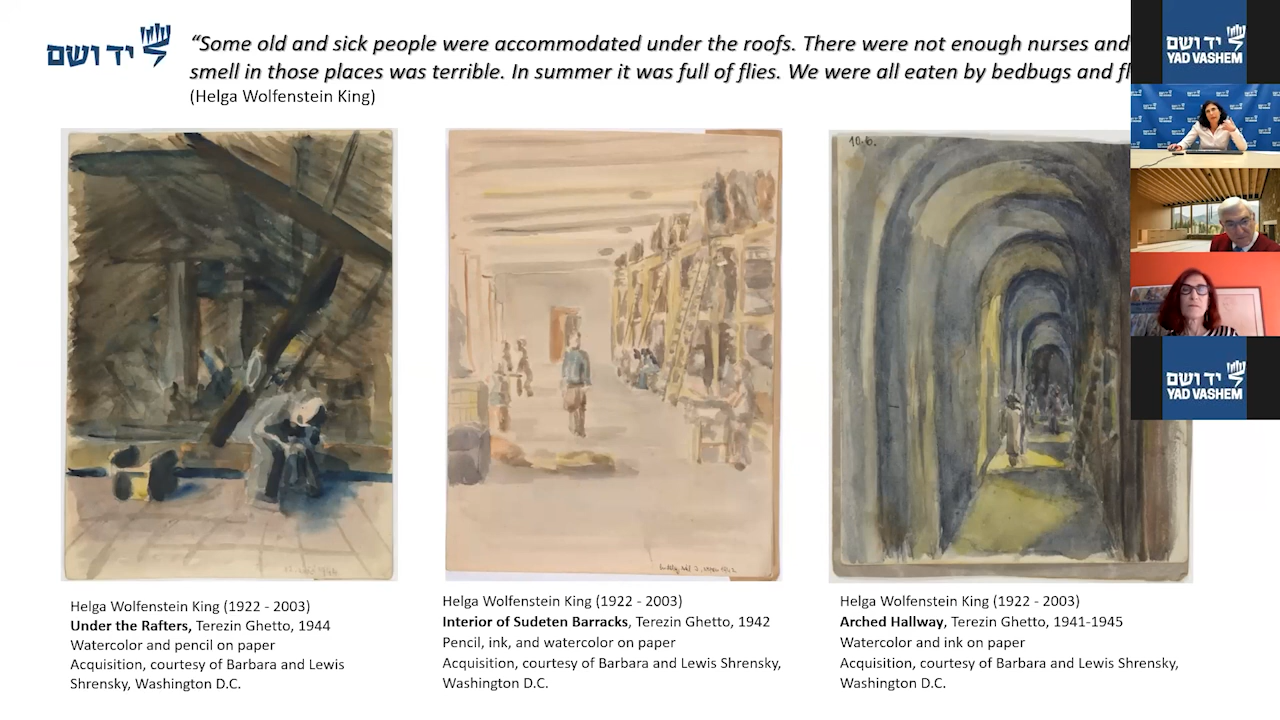 יד ושם
“Some old and sick people were accommodated under the roofs. There were not enough nurses and
smell in those places was terrible. In summer it was full of flies. We were all eaten by bedbugs and fl
(Helga Wolfenstein King)
יד ושם
YAD VASHEM
10.6.
Helga Wolfenstein King (1922 - 2003)
Under the Rafters, Terezin Ghetto, 1944
Watercolor and pencil on paper
Acquisition, courtesy of Barbara and Lewis
Shrensky, Washington D.C.
Helga Wolfenstein King (1922 - 2003)
Interior of Sudeten Barracks, Terezin Ghetto, 1942
Pencil, ink, and watercolor on paper
Acquisition, courtesy of Barbara and Lewis Shrensky,
Washington D.C.
Helga Wolfenstein King (1922 - 2003)
Arched Hallway, Terezin Ghetto, 1941-1945
Watercolor and ink on paper
Acquisition, courtesy of Barbara and Lewis Shrensky,
Washington D.C.
יד ושם
YAD VASHEM